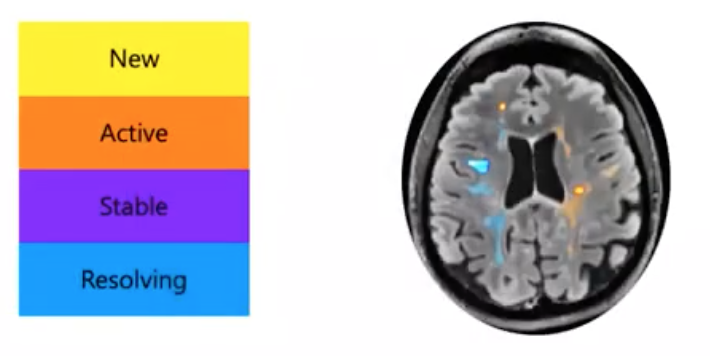 New
Active
Stable
Resolving